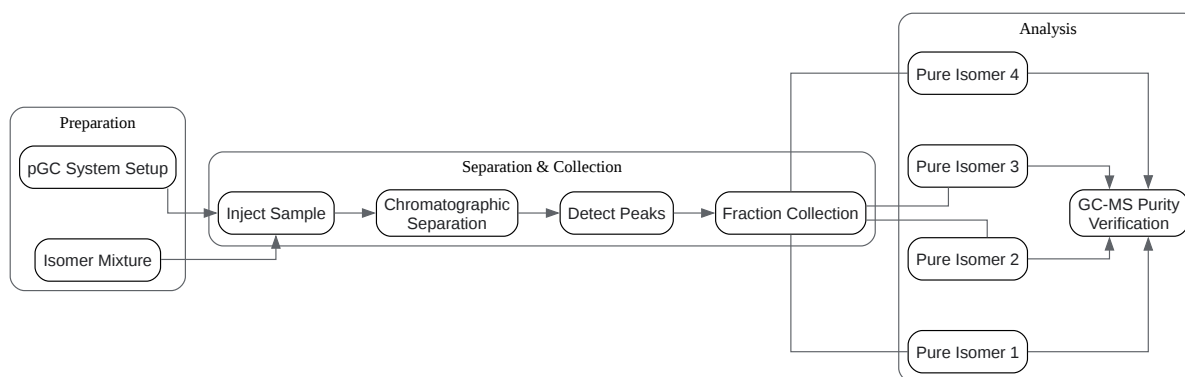 Preparation
pGC System Setup
Isomer Mixture
Separation & Collection
Inject Sample
Chromatographic
Separation
Detect Peaks
Fraction Collection
Analysis
Pure Isomer 4
Pure Isomer 3
Pure Isomer 2
Pure Isomer 1
GC-MS Purity
Verification